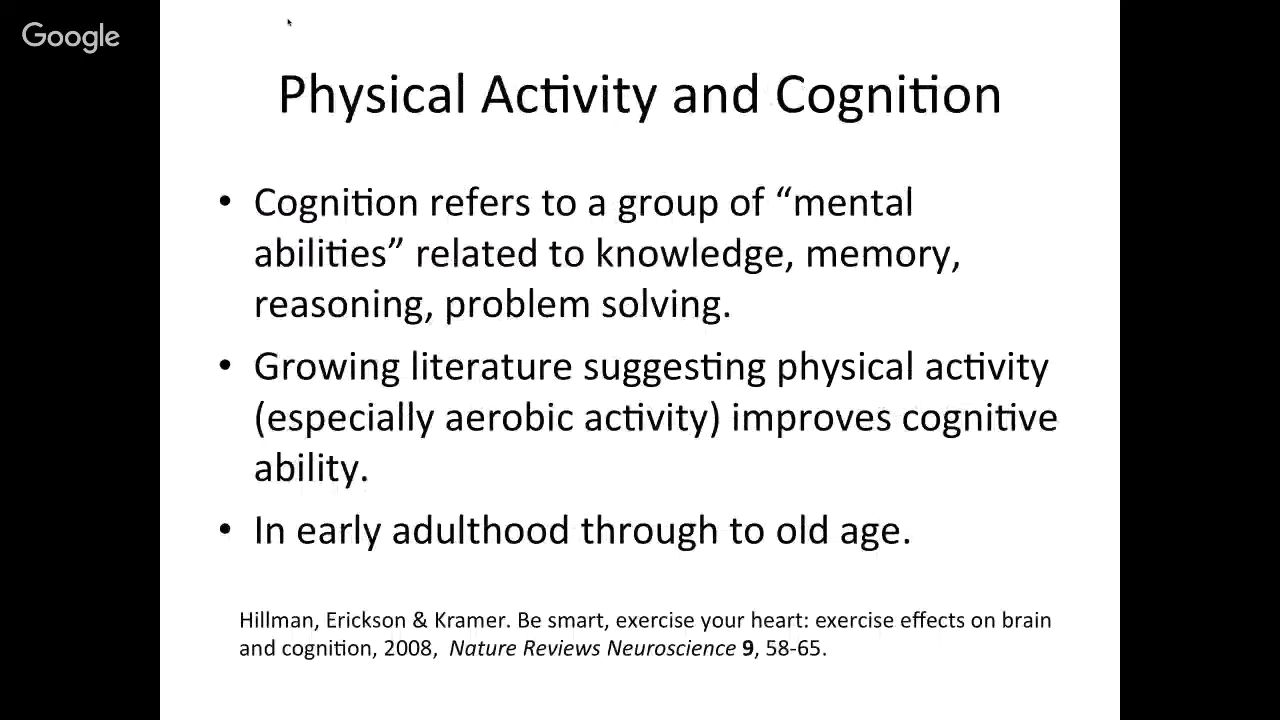 Google
Physical Activity and Cognition
• Cognition refers to a group of “mental
abilities” related to knowledge, memory,
reasoning, problem solving.
• Growing literature suggesting physical activity
(especially aerobic activity) improves cognitive
ability.
• In early adulthood through to old age.
Hillman, Erickson & Kramer. Be smart, exercise your heart: exercise effects on brain
and cognition, 2008, Nature Reviews Neuroscience 9, 58-65.